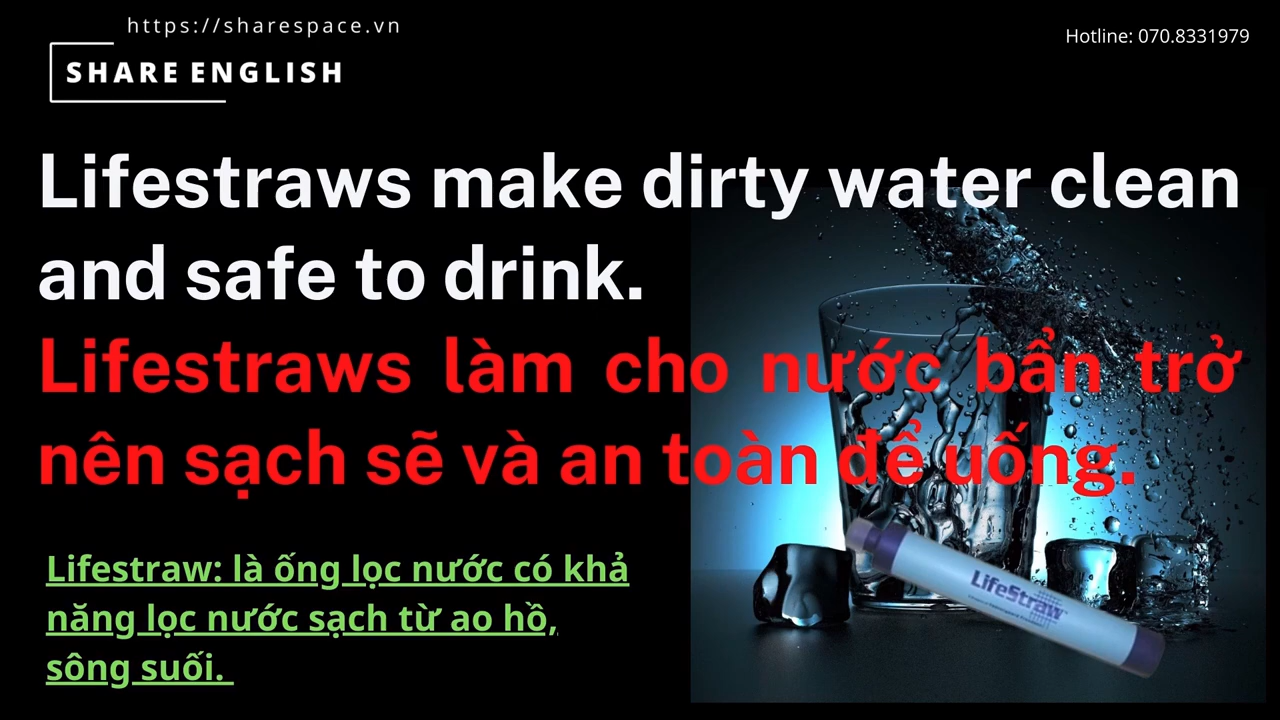 https://sharespace.vn
Hotline: 070.8331979
SHARE ENGLISH
Lifestraws make dirty water clean
and safe to drink.
Lifestraws làm cho nước bẩn trở
nên sạch sẽ và an toàn để uống.
Lifestraw: là ống lọc nước có khả
năng lọc nước sạch từ ao hồ,
sông suối.
LifeStraw